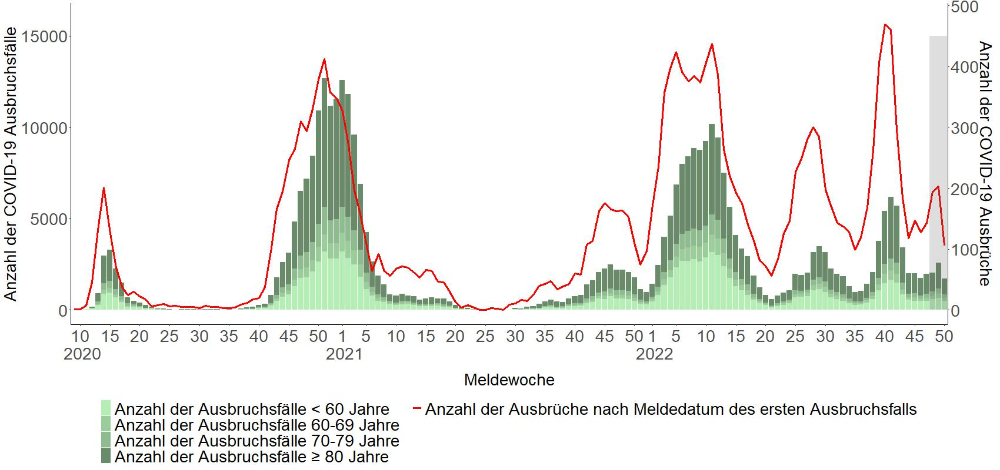 Anzahl der COVID-19 Ausbruchsfälle
15000
10000
5000
0
500
400
300
200
100
0
Anzahl der COVID-19 Ausbrüche
10 15 20 25 30 35 40 45 50 1 5 10 15 20 25 30 35 40 45 50 1 5 10 15 20 25 30 35 40 45 50
2020 2021 2022
Meldewoche
Anzahl der Ausbruchsfälle < 60 Jahre
Anzahl der Ausbruchsfälle 60-69 Jahre
Anzahl der Ausbruchsfälle 70-79 Jahre
Anzahl der Ausbruchsfälle ≥ 80 Jahre
Anzahl der Ausbrüche nach Meldedatum des ersten Ausbruchsfalls